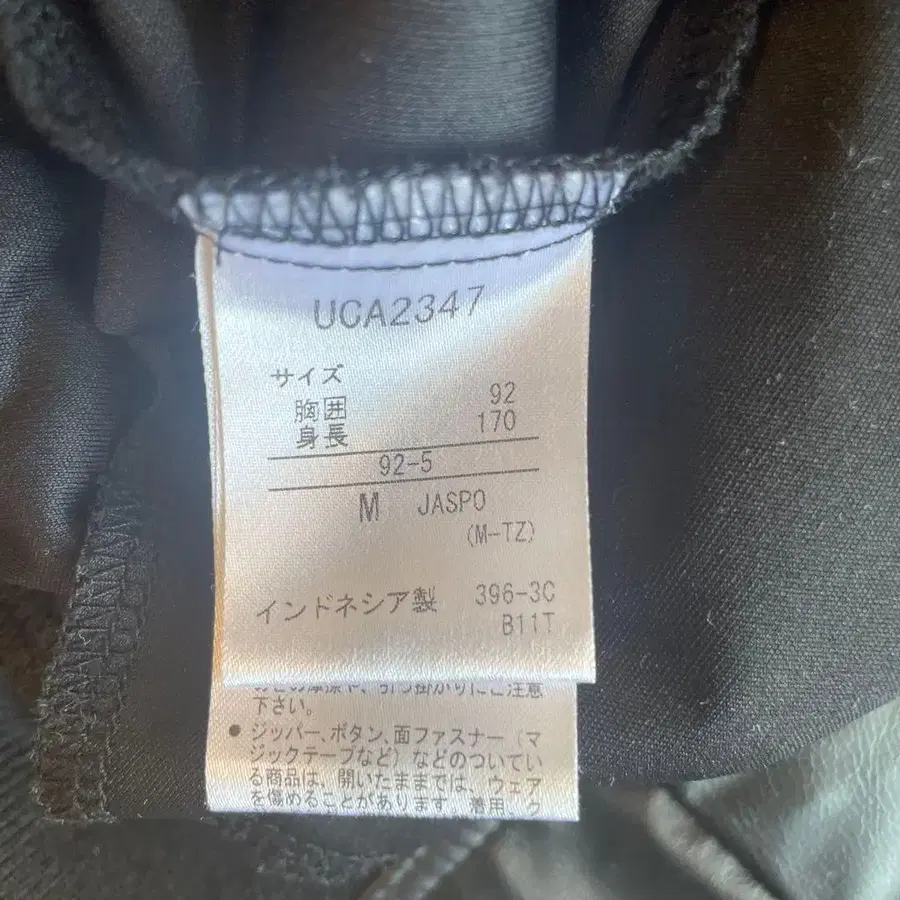 UCA2347
サイズ
胸囲 92
身長 170
92-5
M JASPO
(M-TZ)
インドネシア製 396-3C
B11T
下さい。
● ジッパー、ボタン、面ファスナー（マ
ジックテープなど）などのついてい
る商品は、開いたままでは、ウェア
を傷めることがあります 着用 ク